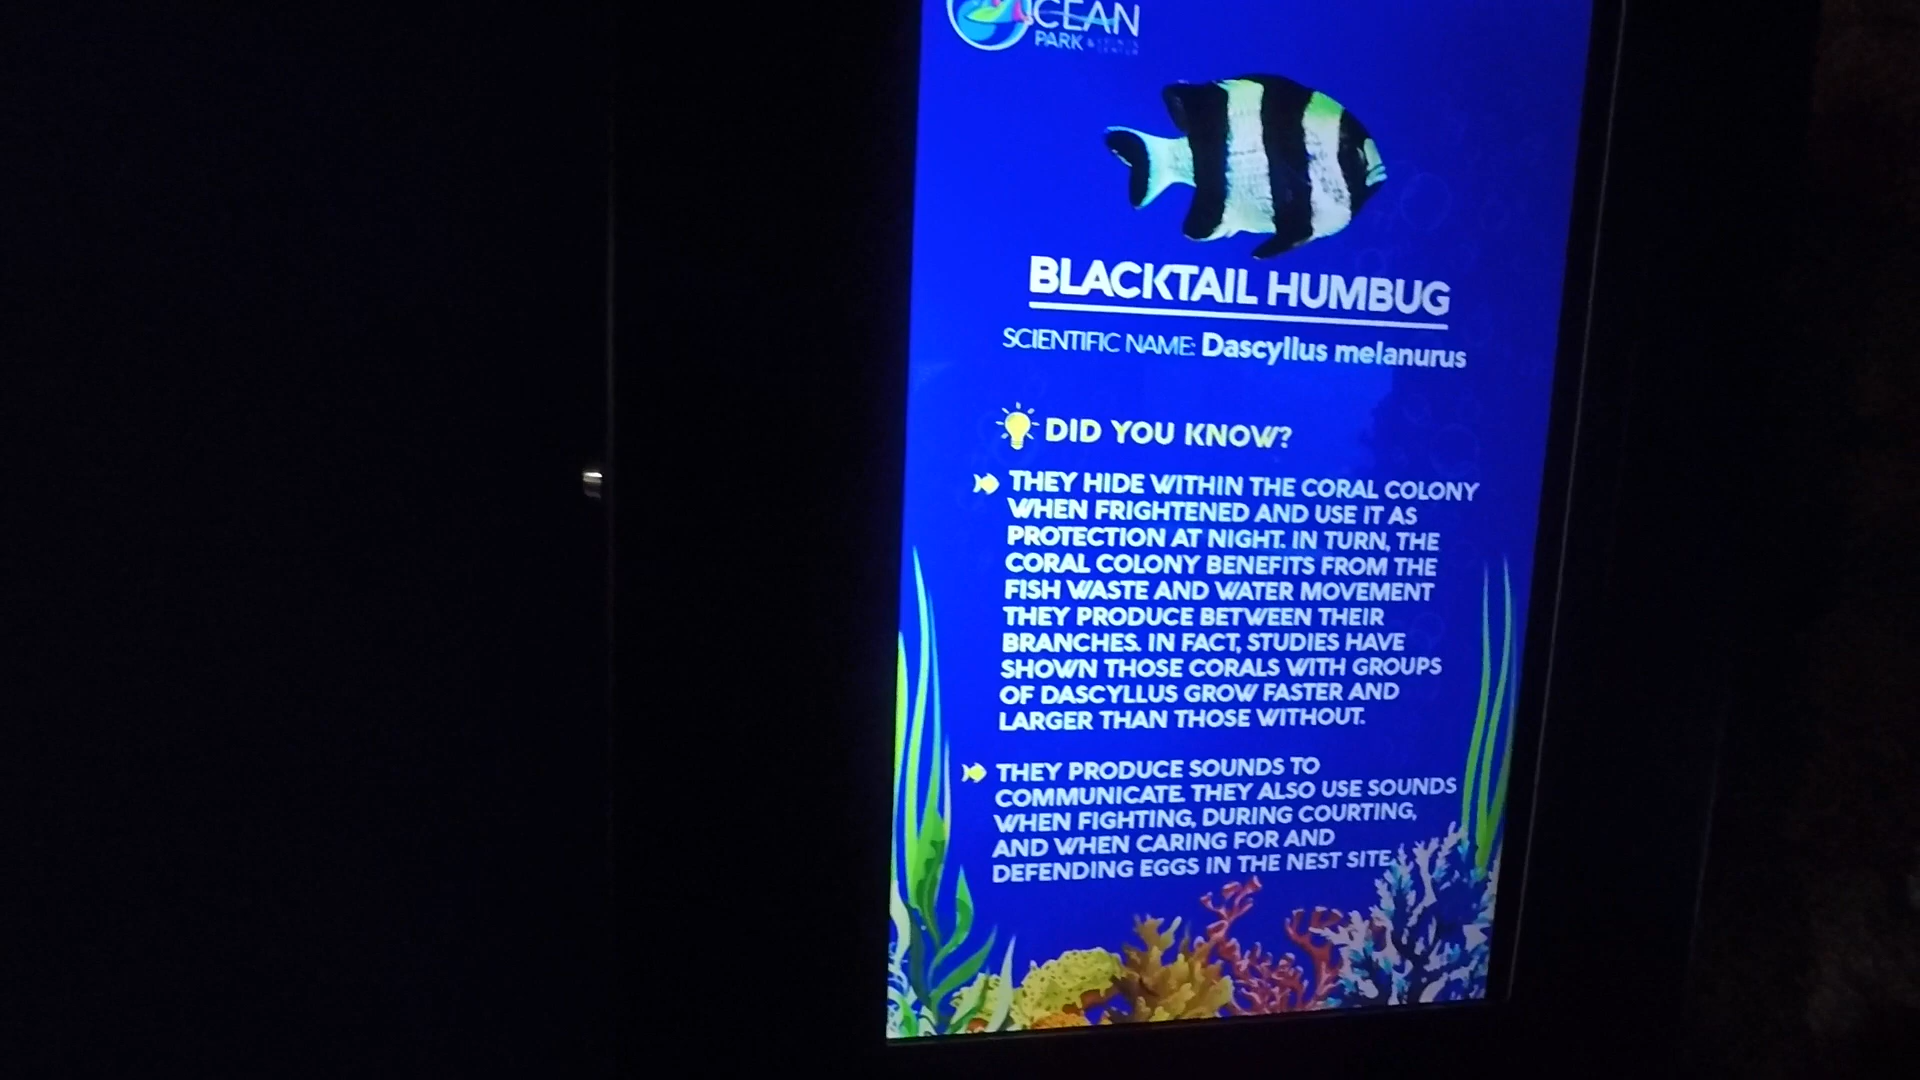 CEAN
PARK &
BLACKTAIL HUMBUG
SCIENTIFIC NAME: Dascyllus melanurus
DID YOU KNOW?
THEY HIDE WITHIN THE CORAL COLONY
WHEN FRIGHTENED AND USE IT AS
PROTECTION AT NIGHT. IN TURN, THE
CORAL COLONY BENEFITS FROM THE
FISH WASTE AND WATER MOVEMENT
THEY PRODUCE BETWEEN THEIR
BRANCHES. IN FACT, STUDIES HAVE
SHOWN THOSE CORALS WITH GROUPS
OF DASCYLLUS GROW FASTER AND
LARGER THAN THOSE WITHOUT.
THEY PRODUCE SOUNDS TO
COMMUNICATE. THEY ALSO USE SOUNDS
WHEN FIGHTING, DURING COURTING,
AND WHEN CARING FOR AND
DEFENDING EGGS IN THE NEST SITE.